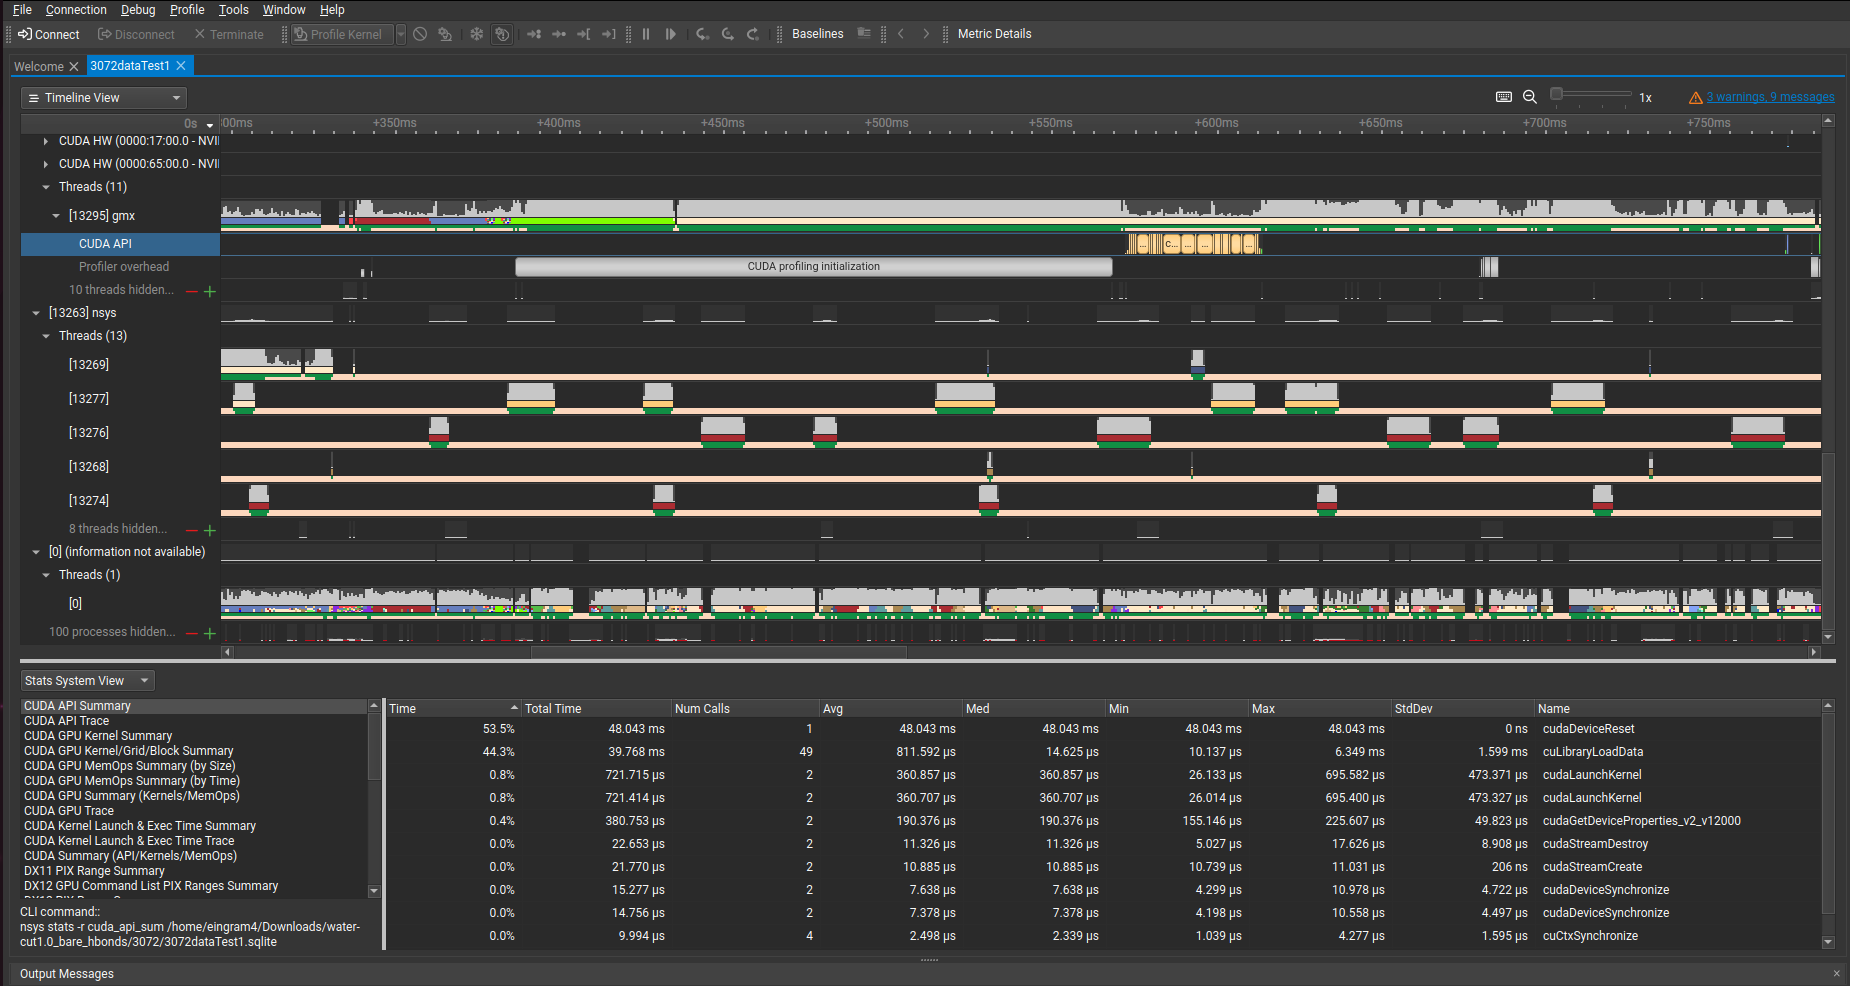 File Connection Debug Profile Tools Window Help
Connect Disconnect Terminate Profile Kernel Baselines Metric Details
Welcome 3072dataTest1
Timeline View 1x 3 warnings, 9 messages
0s +350ms +400ms +450ms +500ms +550ms +600ms +650ms +700ms +750ms
CUDA HW (0000:17:00.0 - NVI
CUDA HW (0000:65:00.0 - NVI
Threads (11)
[13295] gmx
CUDA API ... c... ... ... ...
Profiler overhead CUDA profiling initialization
10 threads hidden...
[13263] nsys
Threads (13)
[13269]
[13277]
[13276]
[13268]
[13274]
8 threads hidden...
[0] (information not available)
Threads (1)
[0]
100 processes hidden...
Stats System View
CUDA API Summary
CUDA API Trace
CUDA GPU Kernel Summary
CUDA GPU Kernel/Grid/Block Summary
CUDA GPU MemOps Summary (by Size)
CUDA GPU MemOps Summary (by Time)
CUDA GPU Summary (Kernels/MemOps)
CUDA GPU Trace
CUDA Kernel Launch & Exec Time Summary
CUDA Kernel Launch & Exec Time Trace
CUDA Summary (API/Kernels/MemOps)
DX11 PIX Range Summary
DX12 GPU Command List PIX Ranges Summary
CLI command::
nsys stats -r cuda_api_sum /home/eingram4/Downloads/water-
cut1.0_bare_hbonds/3072/3072dataTest1.sqlite
Time Total Time Num Calls Avg Med Min Max StdDev Name
53.5% 48.043 ms 1 48.043 ms 48.043 ms 48.043 ms 48.043 ms 0 ns cudaDeviceReset
44.3% 39.768 ms 49 811.592 μs 14.625 μs 10.137 μs 6.349 ms 1.599 ms cuLibraryLoadData
0.8% 721.715 μs 2 360.857 μs 360.857 μs 26.133 μs 695.582 μs 473.371 μs cudaLaunchKernel
0.8% 721.414 μs 2 360.707 μs 360.707 μs 26.014 μs 695.400 μs 473.327 μs cudaLaunchKernel
0.4% 380.753 μs 2 190.376 μs 190.376 μs 155.146 μs 225.607 μs 49.823 μs cudaGetDeviceProperties_v2_v12000
0.0% 22.653 μs 2 11.326 μs 11.326 μs 5.027 μs 17.626 μs 8.908 μs cudaStreamDestroy
0.0% 21.770 μs 2 10.885 μs 10.885 μs 10.739 μs 11.031 μs 206 ns cudaStreamCreate
0.0% 15.277 μs 2 7.638 μs 7.638 μs 4.299 μs 10.978 μs 4.722 μs cudaDeviceSynchronize
0.0% 14.756 μs 2 7.378 μs 7.378 μs 4.198 μs 10.558 μs 4.497 μs cudaDeviceSynchronize
0.0% 9.994 μs 4 2.498 μs 2.339 μs 1.039 μs 4.277 μs 1.595 μs cuCtxSynchronize
Output Messages